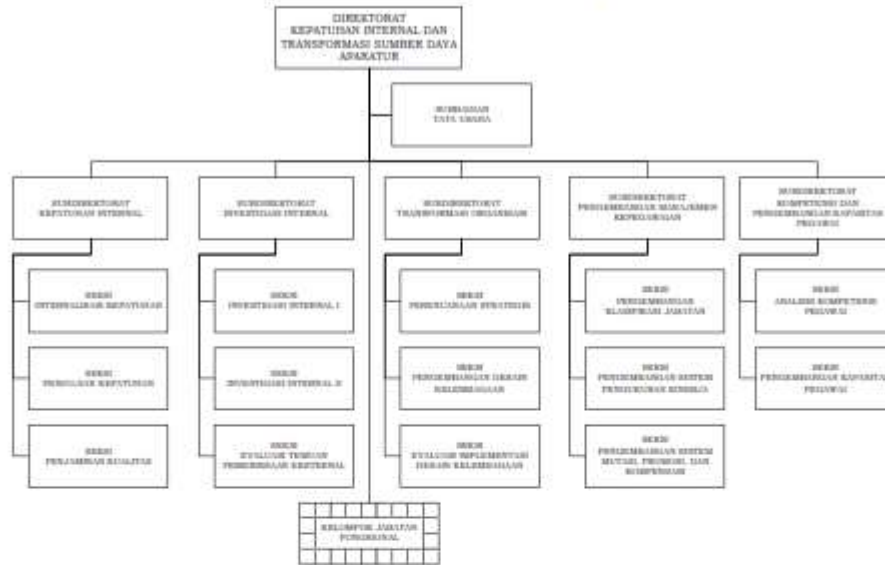 DIREKTORAT
KEPATUHAN INTERNAL DAN
TRANSFORMASI SUMBER DAYA
APARATUR
SUBBAGIAN
TATA USAHA
SUBDIREKTORAT
KEPATUHAN INTERNAL
SUBDIREKTORAT
INVESTIGASI INTERNAL
SUBDIREKTORAT
TRANSFORMASI ORGANISASI
SUBDIREKTORAT
PENGEMBANGAN MANAJEMEN
KEPEGAWAIAN
SUBDIREKTORAT
KOMPETENSI DAN
PENGEMBANGAN KAPASITAS
PEGAWAI
SEKSI
INTERNALISASI KEPATUHAN
SEKSI
INVESTIGASI INTERNAL I
SEKSI
PERENCANAAN STRATEGIS
SEKSI
PENGEMBANGAN
KLASIFIKASI JABATAN
SEKSI
ANALISIS KOMPETENSI
PEGAWAI
SEKSI
PENGUJIAN KEPATUHAN
SEKSI
INVESTIGASI INTERNAL II
SEKSI
PENGEMBANGAN DESAIN
KELEMBAGAAN
SEKSI
PENGEMBANGAN SISTEM
PENGUKURAN KINERJA
SEKSI
PENGEMBANGAN KAPASITAS
PEGAWAI
SEKSI
PENJAMINAN KUALITAS
SEKSI
EVALUASI TEMUAN
PEMERIKSAAN EKSTERNAL
SEKSI
EVALUASI IMPLEMENTASI
DESAIN KELEMBAGAAN
SEKSI
PENGEMBANGAN SISTEM
MUTASI, PROMOSI, DAN
KOMPENSASI
KELOMPOK JABATAN
FUNGSIONAL